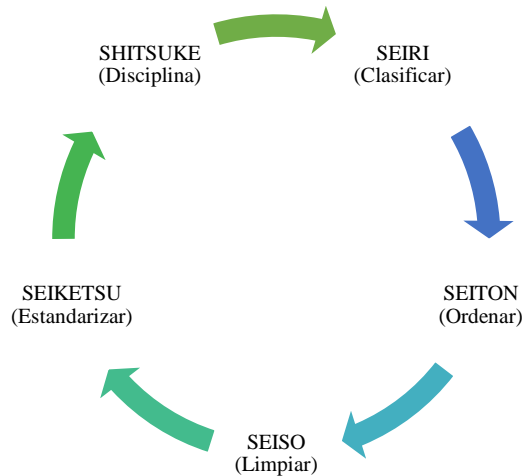 SHITSUKE
(Disciplina)
SEIRI
(Clasificar)
SEITON
(Ordenar)
SEISO
(Limpiar)
SEIKETSU
(Estandarizar)